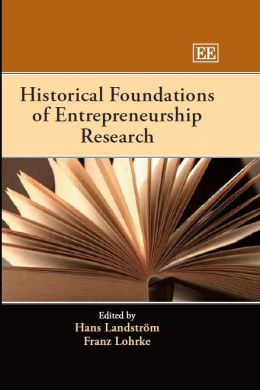 EE
Historical Foundations
of Entrepreneurship
Research
Edited by
Hans Landström
Franz Lohrke